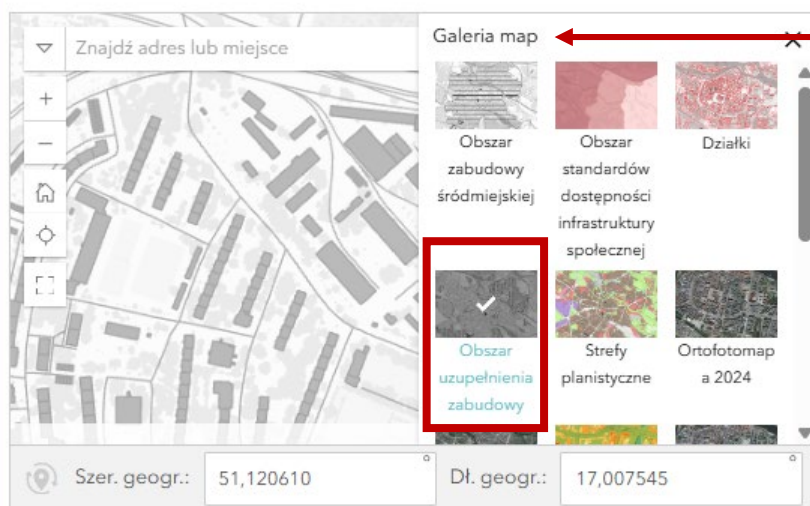 Znajdź adres lub miejsce
Galeria map
Obszar
zabudowy
śródmiejskiej
Obszar
standardów
dostępności
infrastruktury
społecznej
Działki
Obszar
uzupełnienia
zabudowy
Strefy
planistyczne
Ortofotomap
a 2024
Szer. geogr.: 51,120610 ° Dł. geogr.: 17,007545 °